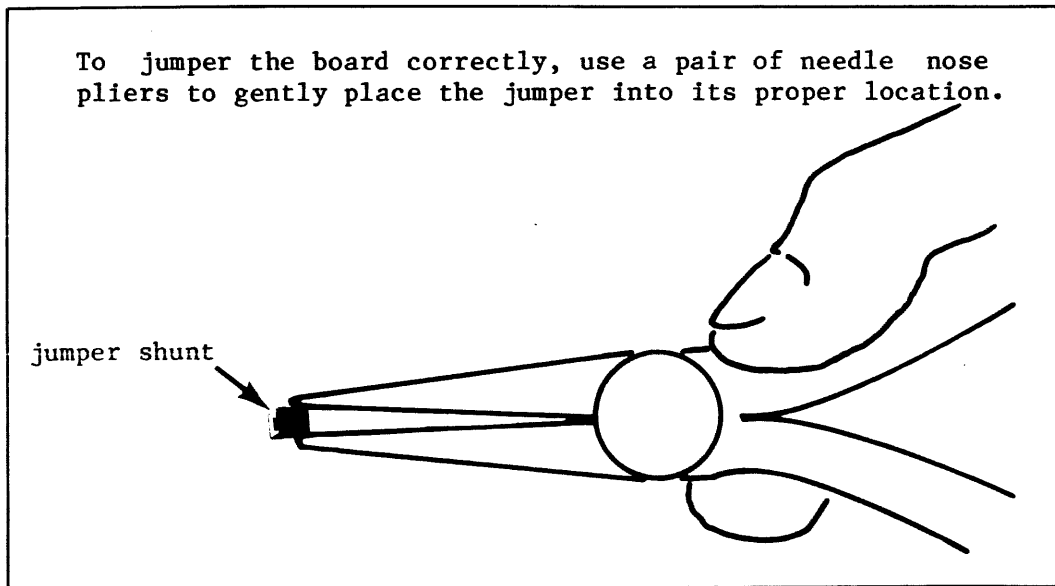 To jumper the board correctly, use a pair of needle nose
pliers to gently place the jumper into its proper location.
jumper shunt